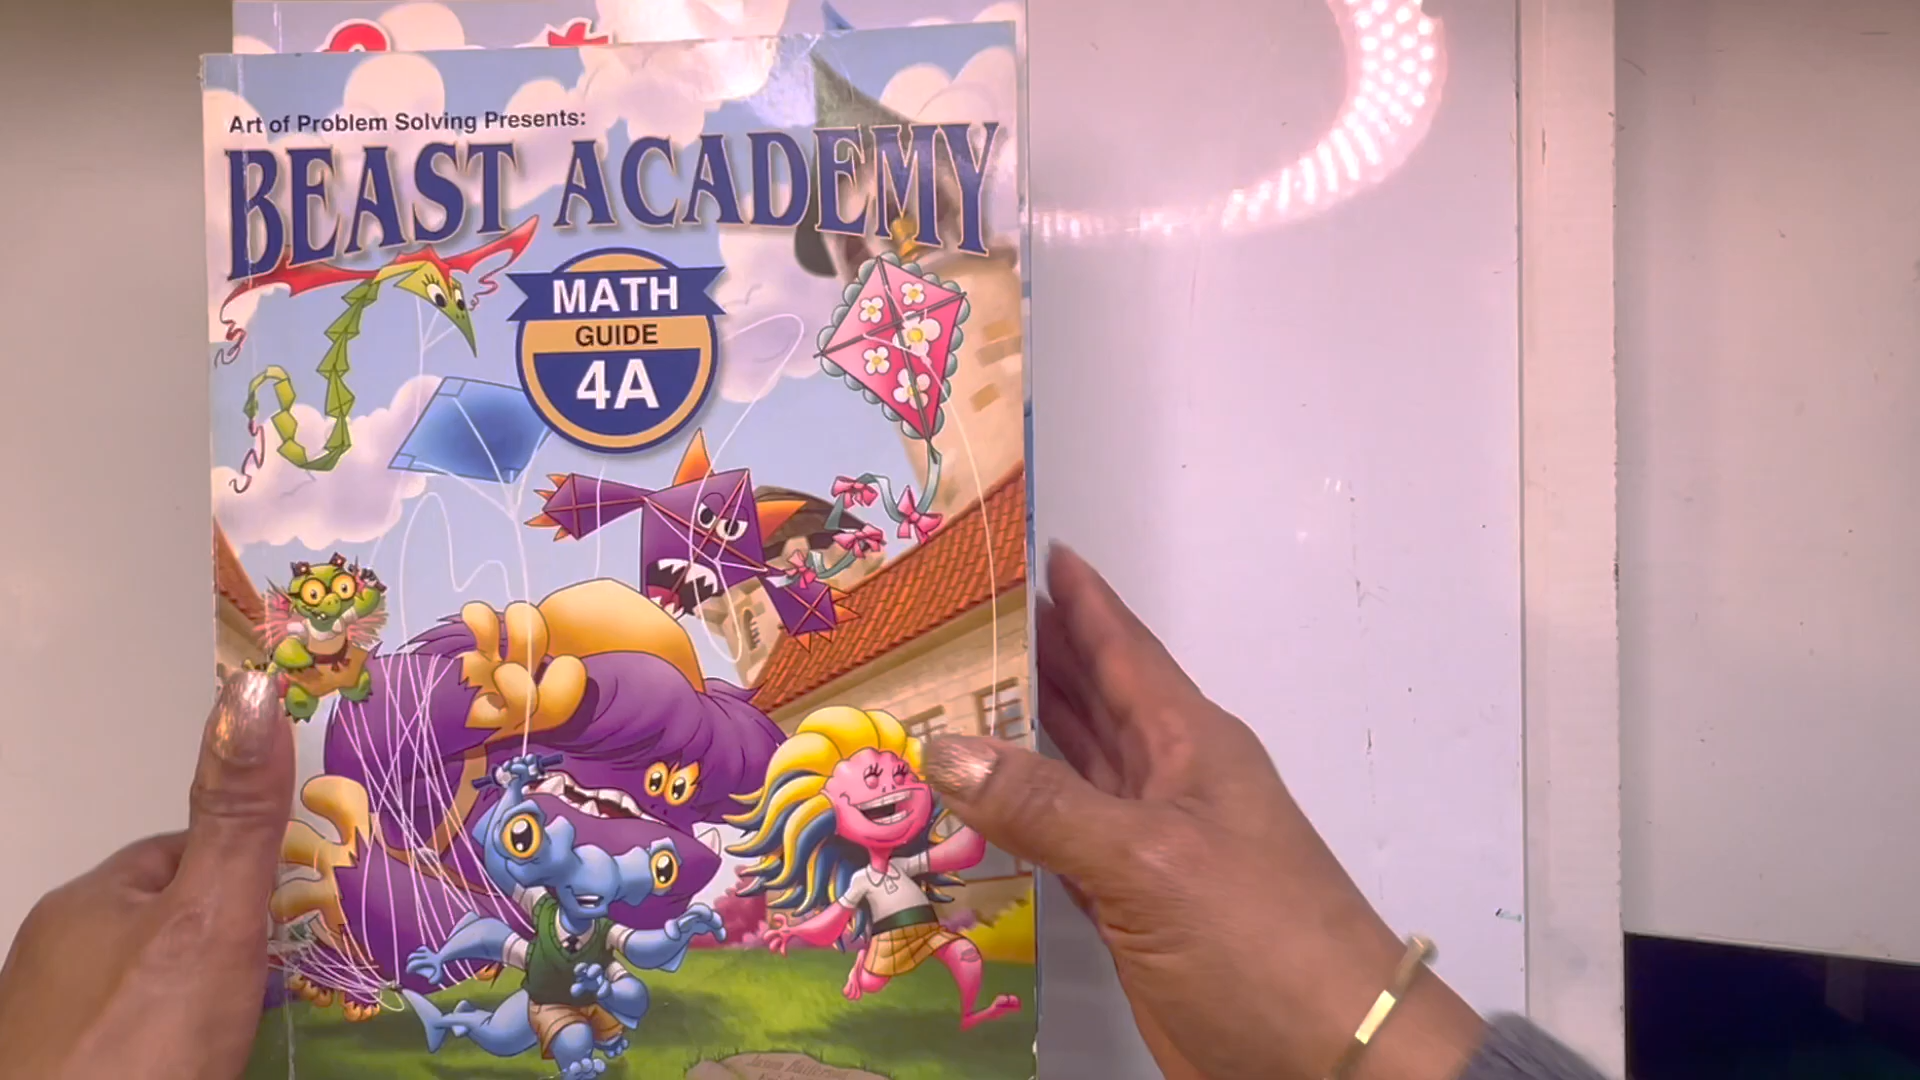 Art of Problem Solving Presents:
BEAST ACADEMY
MATH
GUIDE
4A